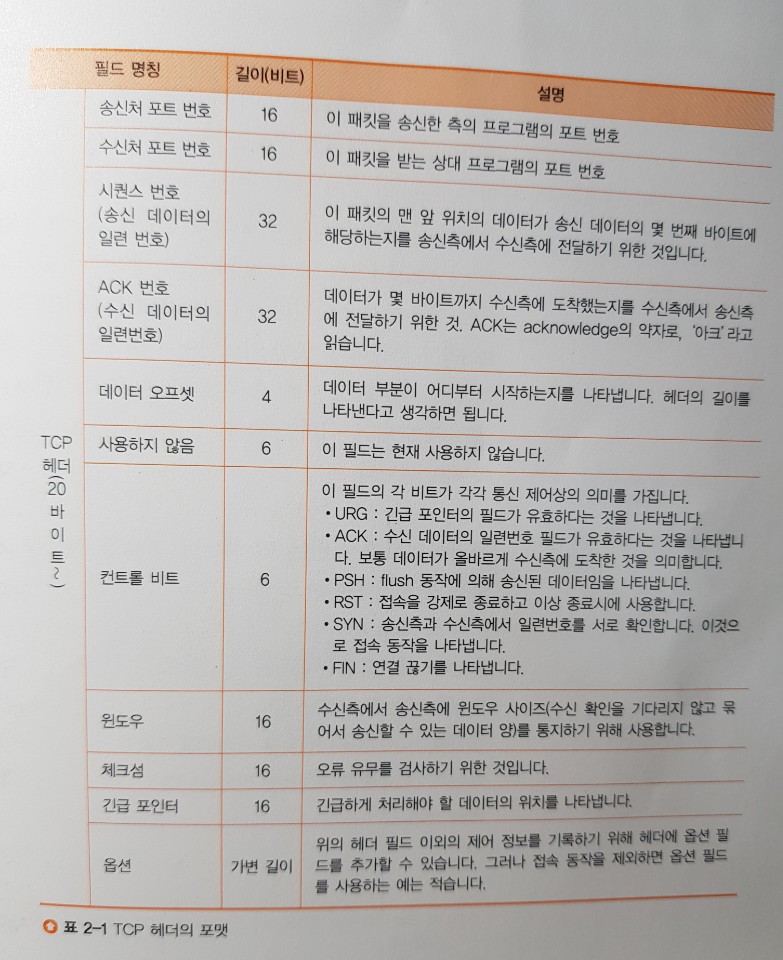 필드 명칭 길이(비트) 설명
송신처 포트 번호 16 이 패킷을 송신한 측의 프로그램의 포트 번호
수신처 포트 번호 16 이 패킷을 받는 상대 프로그램의 포트 번호
시퀀스 번호
(송신 데이터의
일련 번호)
32
이 패킷의 맨 앞 위치의 데이터가 송신 데이터의 몇 번째 바이트에
해당하는지를 송신측에서 수신측에 전달하기 위한 것입니다.
ACK 번호
(수신 데이터의
일련번호)
32
데이터가 몇 바이트까지 수신측에 도착했는지를 수신측에서 송신측
에 전달하기 위한 것. ACK는 acknowledge의 약자로, ‘아크’라고
읽습니다.
데이터 오프셋 4
데이터 부분이 어디부터 시작하는지를 나타냅니다. 헤더의 길이를
나타낸다고 생각하면 됩니다.
사용하지 않음 6 이 필드는 현재 사용하지 않습니다.
TCP
헤더
(20
바
이
트
~)
컨트롤 비트 6
이 필드의 각 비트가 각각 통신 제어상의 의미를 가집니다.
• URG : 긴급 포인터의 필드가 유효하다는 것을 나타냅니다.
• ACK : 수신 데이터의 일련번호 필드가 유효하다는 것을 나타냅니
다. 보통 데이터가 올바르게 수신측에 도착한 것을 의미합니다.
• PSH : flush 동작에 의해 송신된 데이터임을 나타냅니다.
• RST : 접속을 강제로 종료하고 이상 종료시에 사용합니다.
• SYN : 송신측과 수신측에서 일련번호를 서로 확인합니다. 이것으
로 접속 동작을 나타냅니다.
• FIN : 연결 끊기를 나타냅니다.
윈도우 16
수신측에서 송신측에 윈도우 사이즈(수신 확인을 기다리지 않고 묶
어서 송신할 수 있는 데이터 양)를 통지하기 위해 사용합니다.
체크섬 16 오류 유무를 검사하기 위한 것입니다.
긴급 포인터 16 긴급하게 처리해야 할 데이터의 위치를 나타냅니다.
옵션 가변 길이
위의 헤더 필드 이외의 제어 정보를 기록하기 위해 헤더에 옵션 필
드를 추가할 수 있습니다. 그러나 접속 동작을 제외하면 옵션 필드
를 사용하는 예는 적습니다.
표 2-1 TCP 헤더의 포맷